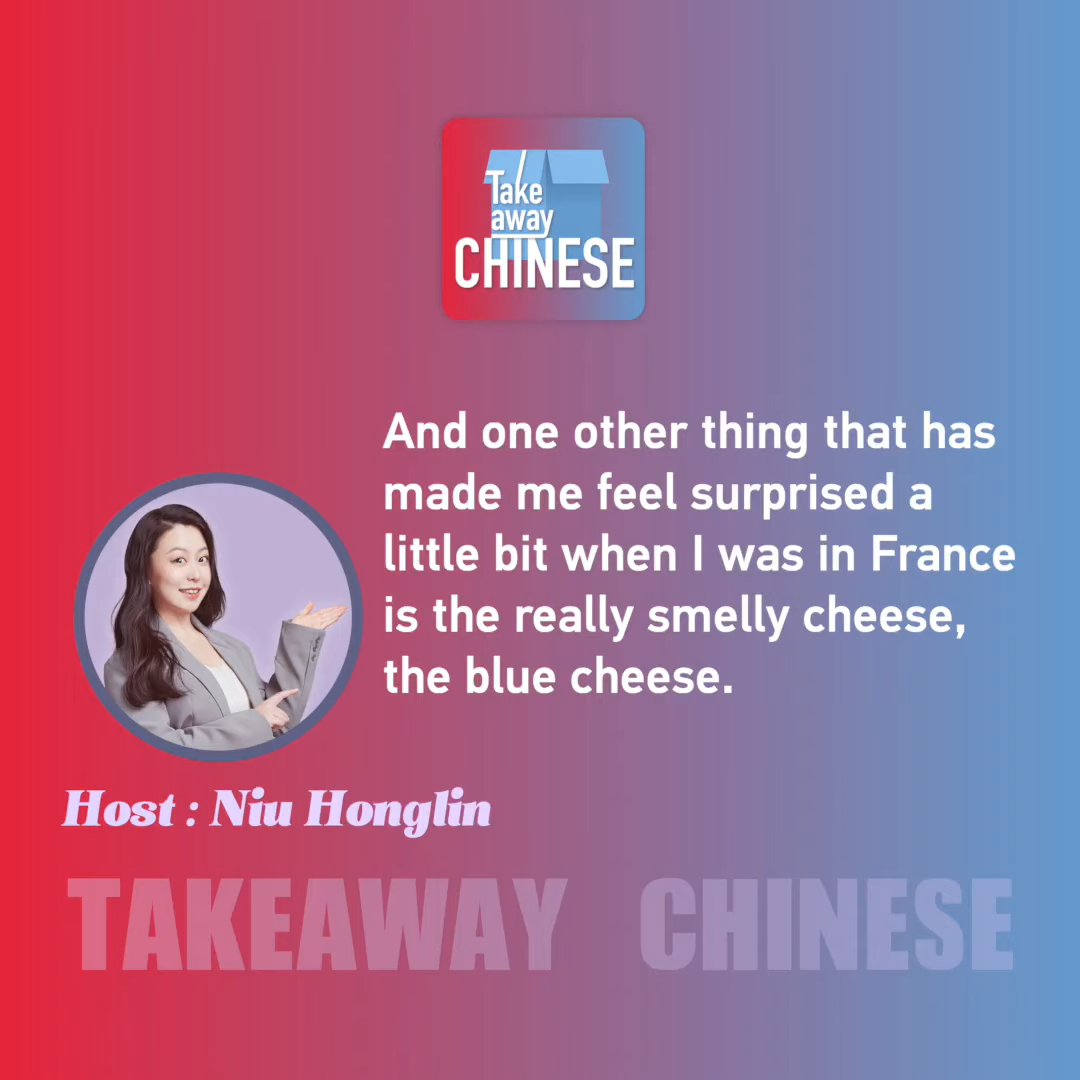 Take
away
CHINESE
And one other thing that has
made me feel surprised a
little bit when I was in France
is the really smelly cheese,
the blue cheese.
Host : Niu Honglin
TAKEAWAY CHINESE